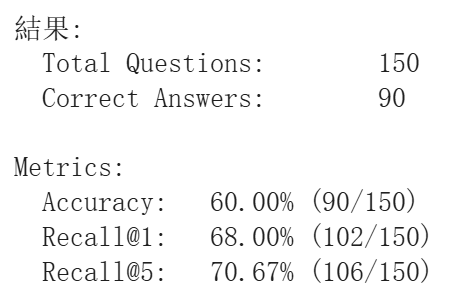 結果:
Total Questions: 150
Correct Answers: 90
Metrics:
Accuracy: 60.00% (90/150)
Recall@1: 68.00% (102/150)
Recall@5: 70.67% (106/150)